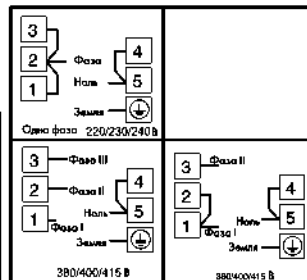 3
2 Фаза 4
Ноль 5
1
Земля
Одна фаза 220/230/240 В
3 Фаза III
2 Фаза II 4
1 Ноль 5
Фаза I
Земля
380/400/415 В
3 Фаза II
2 4
1 Ноль 5
Фаза I
Земля
380/400/415 В